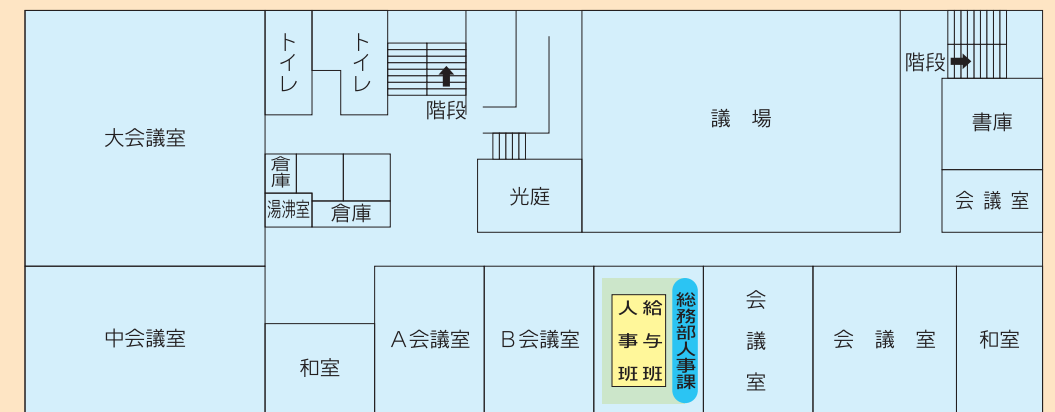 トイレ
トイレ
階段
階段
大会議室
議 場
書庫
倉庫
湯沸室
倉庫
光庭
会 議 室
中会議室
和室
A会議室
B会議室
総務部人事課
給与班
人事班
会議室
会 議 室
和室